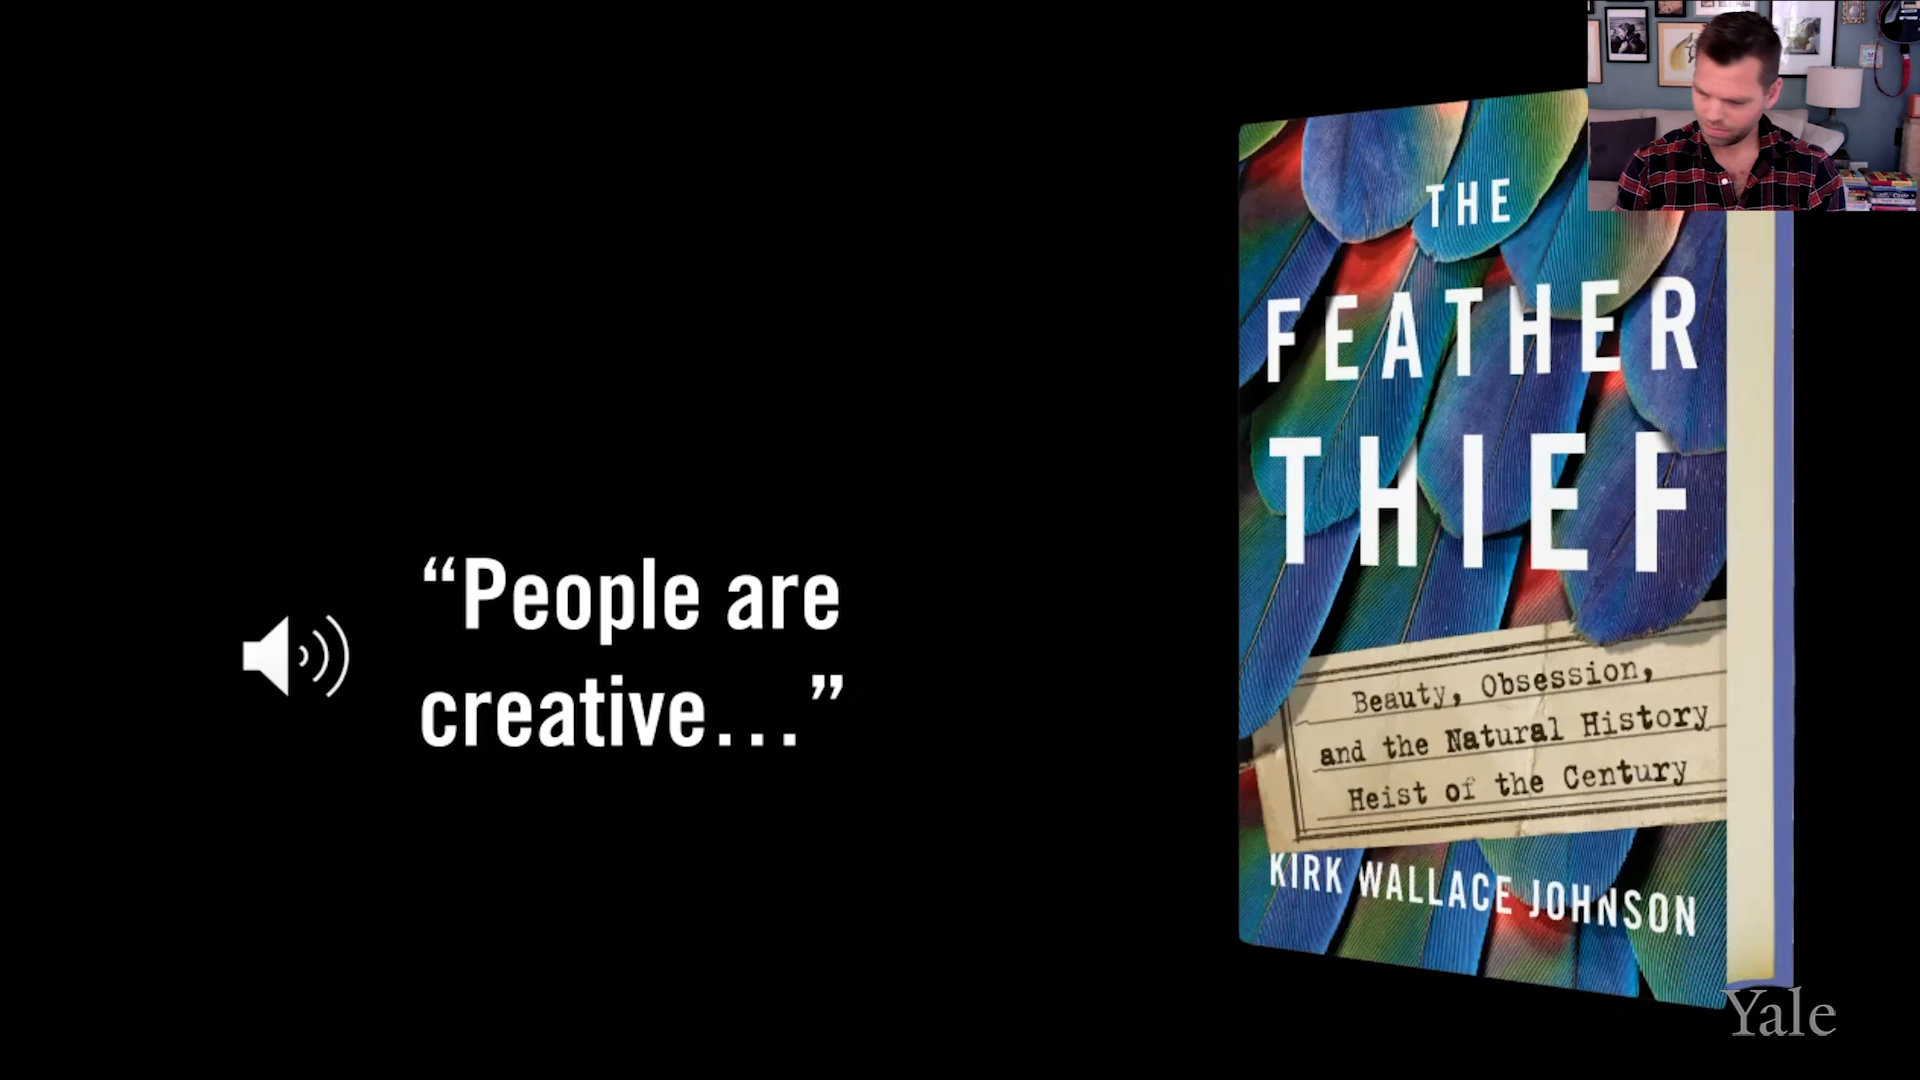 “People are
creative...”
THE
FEATHER
THIEF
Beauty, Obsession,
and the Natural History
Heist of the Century
KIRK WALLACE JOHNSON
Yale